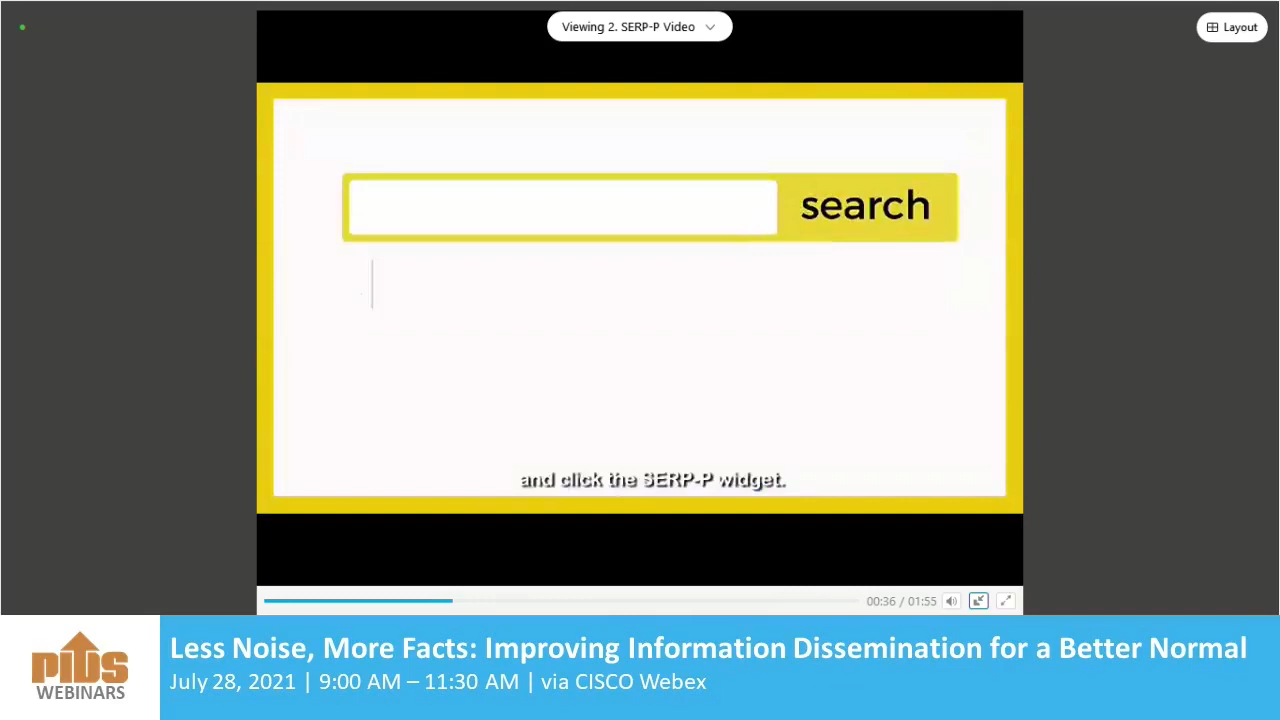 Viewing 2. SERP-P Video
Layout
search
and click the SERP-P widget.
00:36 / 01:55
PIDS
WEBINARS
Less Noise, More Facts: Improving Information Dissemination for a Better Normal
July 28, 2021 | 9:00 AM – 11:30 AM | via CISCO Webex